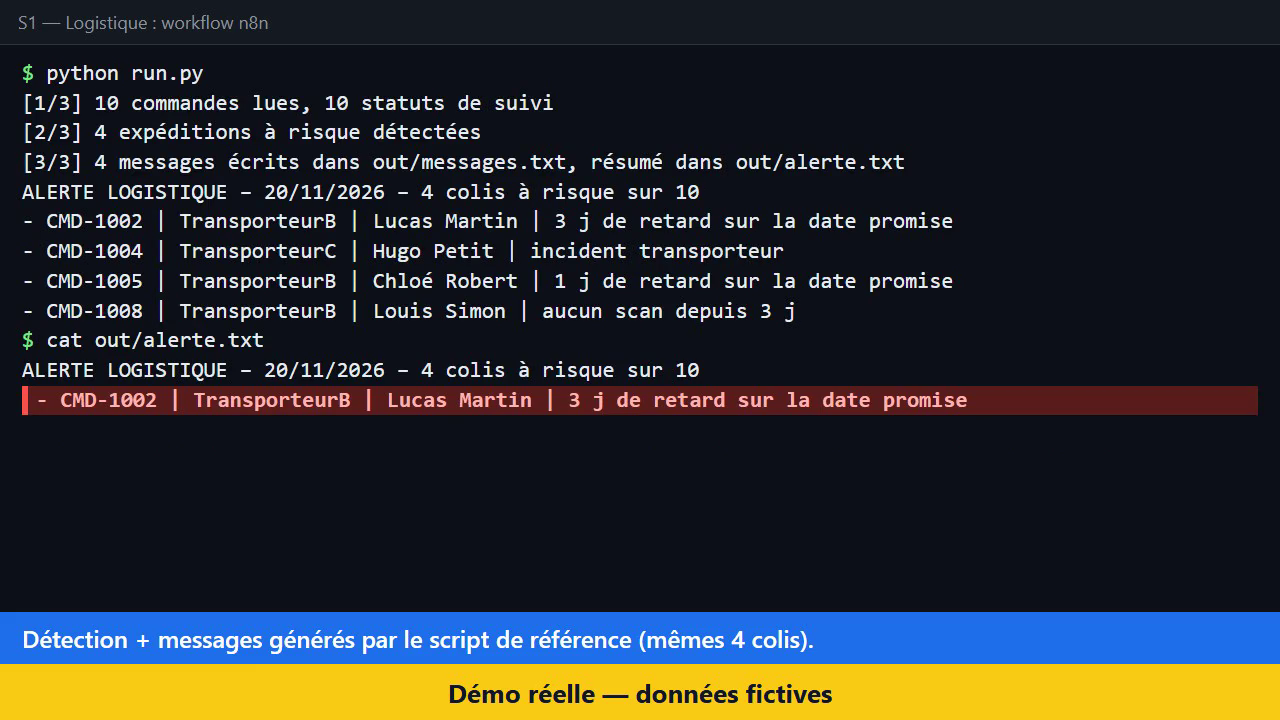 S1 — Logistique : workflow n8n
$ python run.py
[1/3] 10 commandes lues, 10 statuts de suivi
[2/3] 4 expéditions à risque détectées
[3/3] 4 messages écrits dans out/messages.txt, résumé dans out/alerte.txt
ALERTE LOGISTIQUE – 20/11/2026 – 4 colis à risque sur 10
- CMD-1002 | TransporteurB | Lucas Martin | 3 j de retard sur la date promise
- CMD-1004 | TransporteurC | Hugo Petit | incident transporteur
- CMD-1005 | TransporteurB | Chloé Robert | 1 j de retard sur la date promise
- CMD-1008 | TransporteurB | Louis Simon | aucun scan depuis 3 j
$ cat out/alerte.txt
ALERTE LOGISTIQUE – 20/11/2026 – 4 colis à risque sur 10
- CMD-1002 | TransporteurB | Lucas Martin | 3 j de retard sur la date promise
Détection + messages générés par le script de référence (mêmes 4 colis).
Démo réelle — données fictives